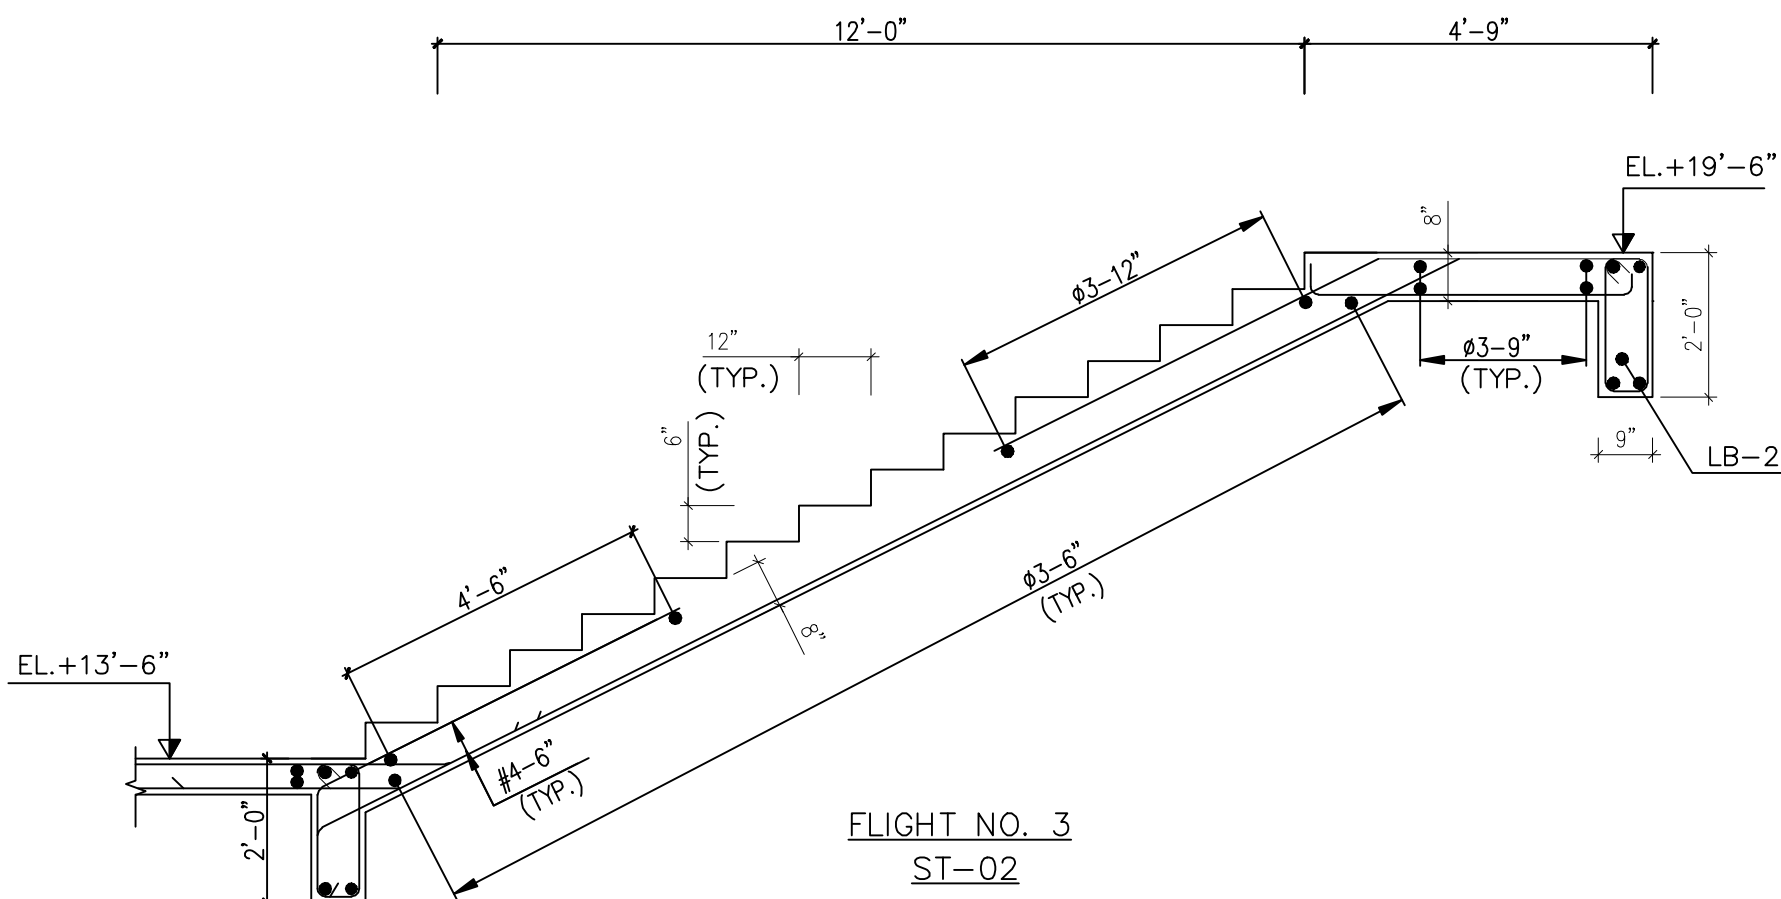 12'-0"
4'-9"
EL.+19'-6"
8"
ø3-12"
2'-0"
12"
(TYP.)
ø3-9"
(TYP.)
6"
(TYP.)
9"
LB-2
4'-6"
ø3-6"
(TYP.)
8"
EL.+13'-6"
#4-6"
(TYP.)
2'-0"
FLIGHT NO. 3
ST-02